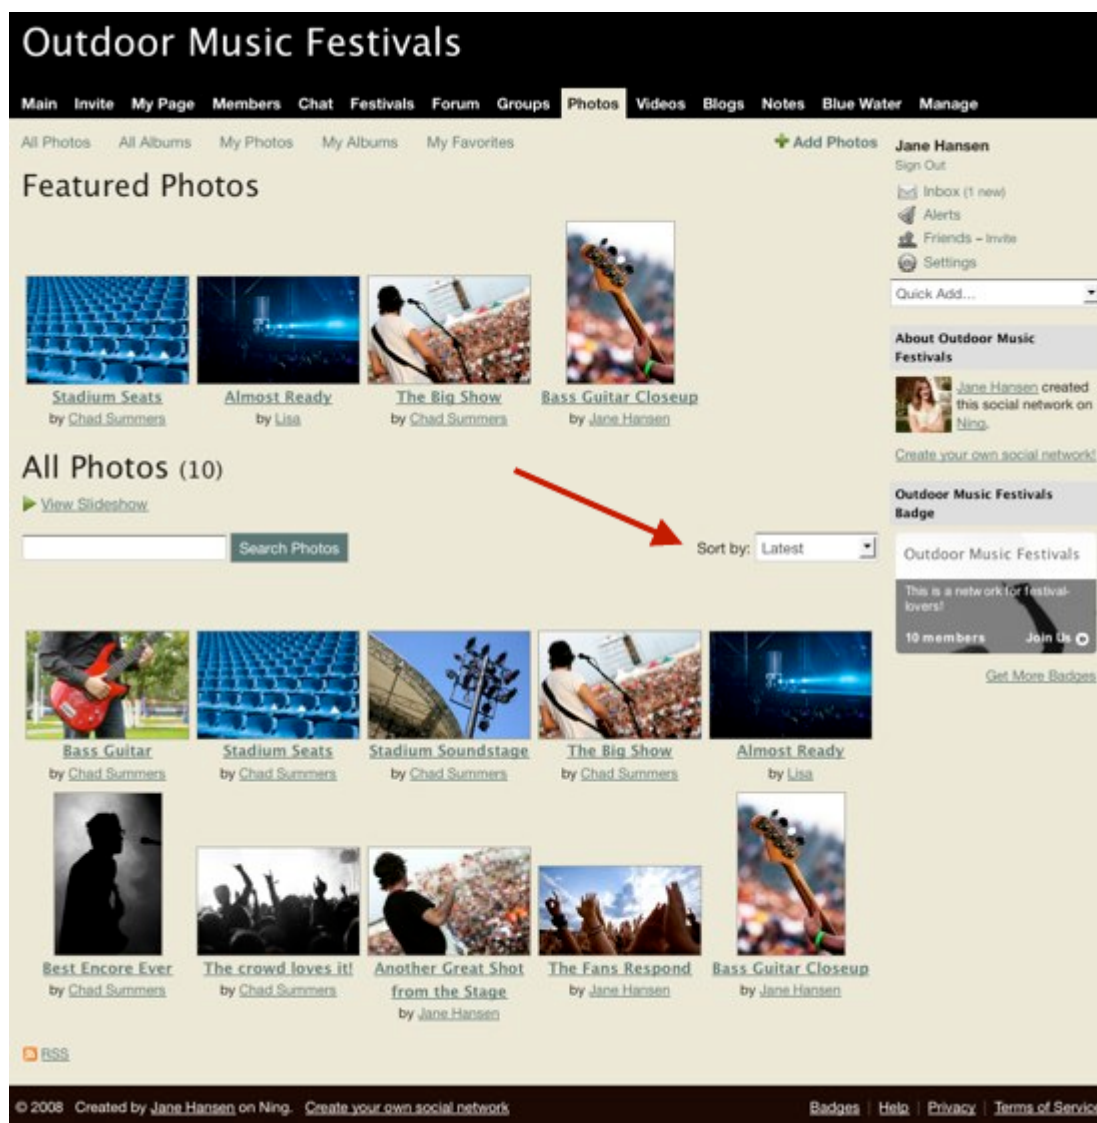 Outdoor Music Festivals
Main Invite My Page Members Chat Festivals Forum Groups Photos Videos Blogs Notes Blue Water Manage
All Photos All Albums My Photos My Albums My Favorites
Add Photos
Featured Photos
Stadium Seats
by Chad Summers
Almost Ready
by Lisa
The Big Show
by Chad Summers
Bass Guitar Closeup
by Jane Hansen
All Photos (10)
View Slideshow
Search Photos
Sort by: Latest
Bass Guitar
by Chad Summers
Stadium Seats
by Chad Summers
Stadium Soundstage
by Chad Summers
The Big Show
by Chad Summers
Almost Ready
by Lisa
Best Encore Ever
by Chad Summers
The crowd loves it!
by Chad Summers
Another Great Shot
from the Stage
by Jane Hansen
The Fans Respond
by Jane Hansen
Bass Guitar Closeup
by Jane Hansen
RSS
Jane Hansen
Sign Out
Inbox (1 new)
Alerts
Friends – Invite
Settings
Quick Add...
About Outdoor Music
Festivals
Jane Hansen created
this social network on
Ning.
Create your own social network!
Outdoor Music Festivals
Badge
Outdoor Music Festivals
This is a network for festival-
lovers!
10 members Join Us
Get More Badges
© 2008 Created by Jane Hansen on Ning. Create your own social network
Badges | Help | Privacy | Terms of Service